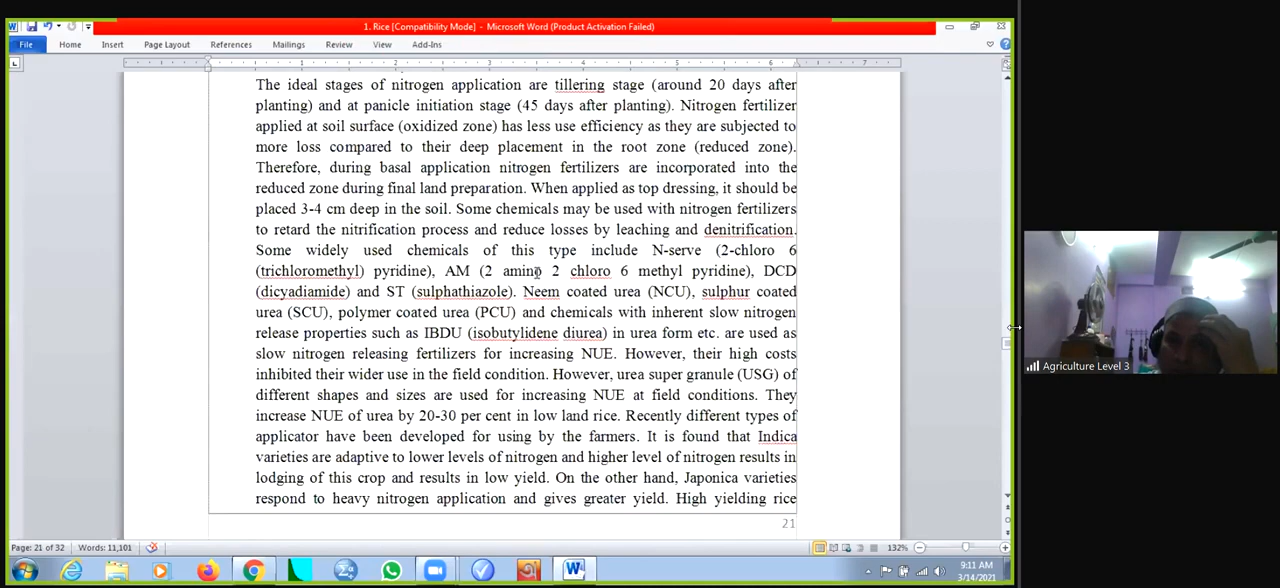 1. Rice [Compatibility Mode] - Microsoft Word (Product Activation Failed)
File Home Insert Page Layout References Mailings Review View Add-Ins
1 2 3 4 5 6 7
The ideal stages of nitrogen application are tillering stage (around 20 days after
planting) and at panicle initiation stage (45 days after planting). Nitrogen fertilizer
applied at soil surface (oxidized zone) has less use efficiency as they are subjected to
more loss compared to their deep placement in the root zone (reduced zone).
Therefore, during basal application nitrogen fertilizers are incorporated into the
reduced zone during final land preparation. When applied as top dressing, it should be
placed 3-4 cm deep in the soil. Some chemicals may be used with nitrogen fertilizers
to retard the nitrification process and reduce losses by leaching and denitrification.
Some widely used chemicals of this type include N-serve (2-chloro 6
(trichloromethyl) pyridine), AM (2 amino 2 chloro 6 methyl pyridine), DCD
(dicyadiamide) and ST (sulphathiazole). Neem coated urea (NCU), sulphur coated
urea (SCU), polymer coated urea (PCU) and chemicals with inherent slow nitrogen
release properties such as IBDU (isobutylidene diurea) in urea form etc. are used as
slow nitrogen releasing fertilizers for increasing NUE. However, their high costs
inhibited their wider use in the field condition. However, urea super granule (USG) of
different shapes and sizes are used for increasing NUE at field conditions. They
increase NUE of urea by 20-30 per cent in low land rice. Recently different types of
applicator have been developed for using by the farmers. It is found that Indica
varieties are adaptive to lower levels of nitrogen and higher level of nitrogen results in
lodging of this crop and results in low yield. On the other hand, Japonica varieties
respond to heavy nitrogen application and gives greater yield. High yielding rice
21
Agriculture Level 3
Page: 21 of 32 Words: 11,101 132%
9:11 AM
3/14/2021